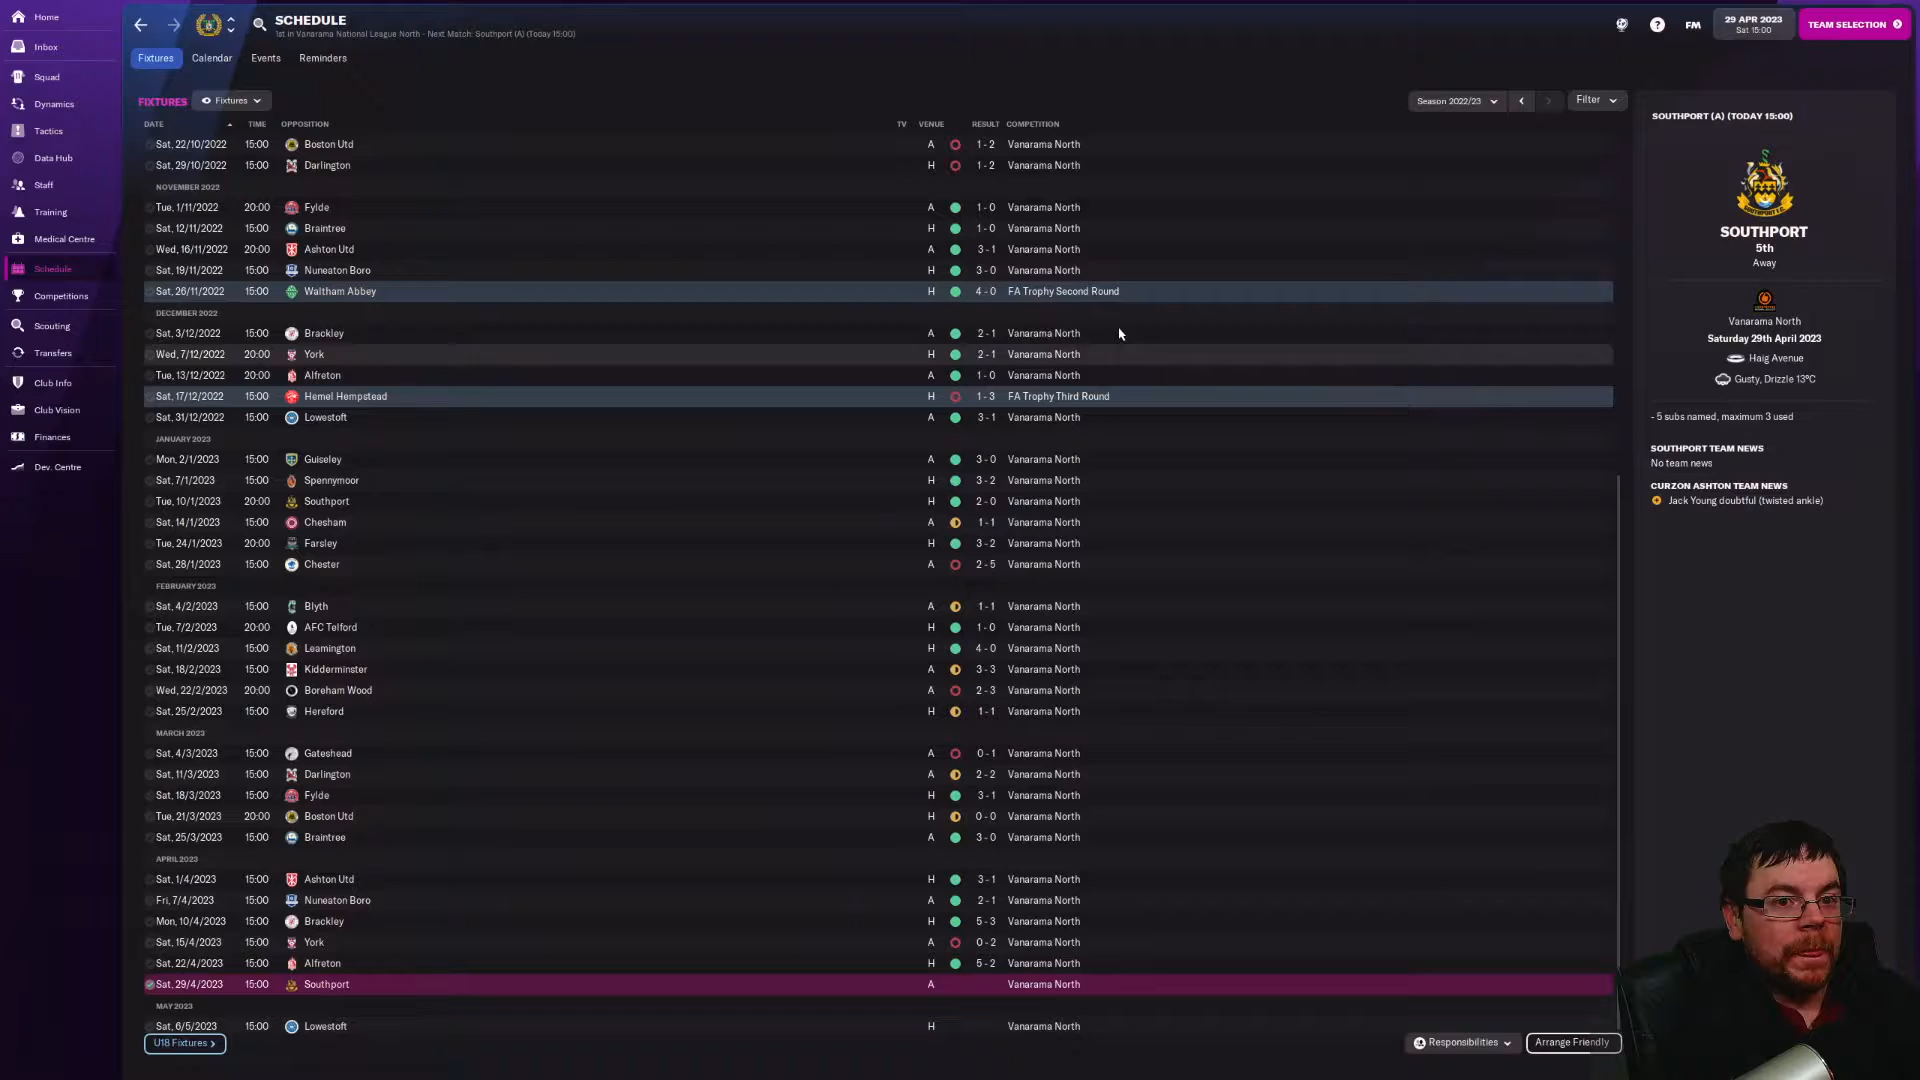 Home
Inbox
Squad
Dynamics
Tactics
Data Hub
Staff
Training
Medical Centre
Schedule
Competitions
Scouting
Transfers
Club Info
Club Vision
Finances
Dev. Centre
SCHEDULE
1st in Vanarama National League North - Next Match: Southport (A) (Today 15:00)
FM
29 APR 2023
Sat 15:00
TEAM SELECTION
Fixtures Calendar Events Reminders
FIXTURES Fixtures Season 2022/23 Filter
DATE TIME OPPOSITION TV VENUE RESULT COMPETITION
Sat, 22/10/2022 15:00 Boston Utd A 1 - 2 Vanarama North
Sat, 29/10/2022 15:00 Darlington H 1 - 2 Vanarama North
NOVEMBER 2022
Tue, 1/11/2022 20:00 Fylde A 1 - 0 Vanarama North
Sat, 12/11/2022 15:00 Braintree H 1 - 0 Vanarama North
Wed, 16/11/2022 20:00 Ashton Utd A 3 - 1 Vanarama North
Sat, 19/11/2022 15:00 Nuneaton Boro H 3 - 0 Vanarama North
Sat, 26/11/2022 15:00 Waltham Abbey H 4 - 0 FA Trophy Second Round
DECEMBER 2022
Sat, 3/12/2022 15:00 Brackley A 2 - 1 Vanarama North
Wed, 7/12/2022 20:00 York H 2 - 1 Vanarama North
Tue, 13/12/2022 20:00 Alfreton A 1 - 0 Vanarama North
Sat, 17/12/2022 15:00 Hemel Hempstead H 1 - 3 FA Trophy Third Round
Sat, 31/12/2022 15:00 Lowestoft A 3 - 1 Vanarama North
JANUARY 2023
Mon, 2/1/2023 15:00 Guiseley A 3 - 0 Vanarama North
Sat, 7/1/2023 15:00 Spennymoor H 3 - 2 Vanarama North
Tue, 10/1/2023 20:00 Southport H 2 - 0 Vanarama North
Sat, 14/1/2023 15:00 Chesham A 1 - 1 Vanarama North
Tue, 24/1/2023 20:00 Farsley H 3 - 2 Vanarama North
Sat, 28/1/2023 15:00 Chester A 2 - 5 Vanarama North
FEBRUARY 2023
Sat, 4/2/2023 15:00 Blyth A 1 - 1 Vanarama North
Tue, 7/2/2023 20:00 AFC Telford H 1 - 0 Vanarama North
Sat, 11/2/2023 15:00 Leamington H 4 - 0 Vanarama North
Sat, 18/2/2023 15:00 Kidderminster A 3 - 3 Vanarama North
Wed, 22/2/2023 20:00 Boreham Wood A 2 - 3 Vanarama North
Sat, 25/2/2023 15:00 Hereford H 1 - 1 Vanarama North
MARCH 2023
Sat, 4/3/2023 15:00 Gateshead A 0 - 1 Vanarama North
Sat, 11/3/2023 15:00 Darlington A 2 - 2 Vanarama North
Sat, 18/3/2023 15:00 Fylde H 3 - 1 Vanarama North
Tue, 21/3/2023 20:00 Boston Utd H 0 - 0 Vanarama North
Sat, 25/3/2023 15:00 Braintree A 3 - 0 Vanarama North
APRIL 2023
Sat, 1/4/2023 15:00 Ashton Utd H 3 - 1 Vanarama North
Fri, 7/4/2023 15:00 Nuneaton Boro A 2 - 1 Vanarama North
Mon, 10/4/2023 15:00 Brackley H 5 - 3 Vanarama North
Sat, 15/4/2023 15:00 York A 0 - 2 Vanarama North
Sat, 22/4/2023 15:00 Alfreton H 5 - 2 Vanarama North
Sat, 29/4/2023 15:00 Southport A Vanarama North
MAY 2023
Sat, 6/5/2023 15:00 Lowestoft H Vanarama North
U18 Fixtures
Responsibilities
Arrange Friendly
SOUTHPORT (A) (TODAY 15:00)
SOUTHPORT
5th
Away
Vanarama North
Saturday 29th April 2023
Haig Avenue
Gusty, Drizzle 13ºC
- 5 subs named, maximum 3 used
SOUTHPORT TEAM NEWS
No team news
CURZON ASHTON TEAM NEWS
Jack Young doubtful (twisted ankle)